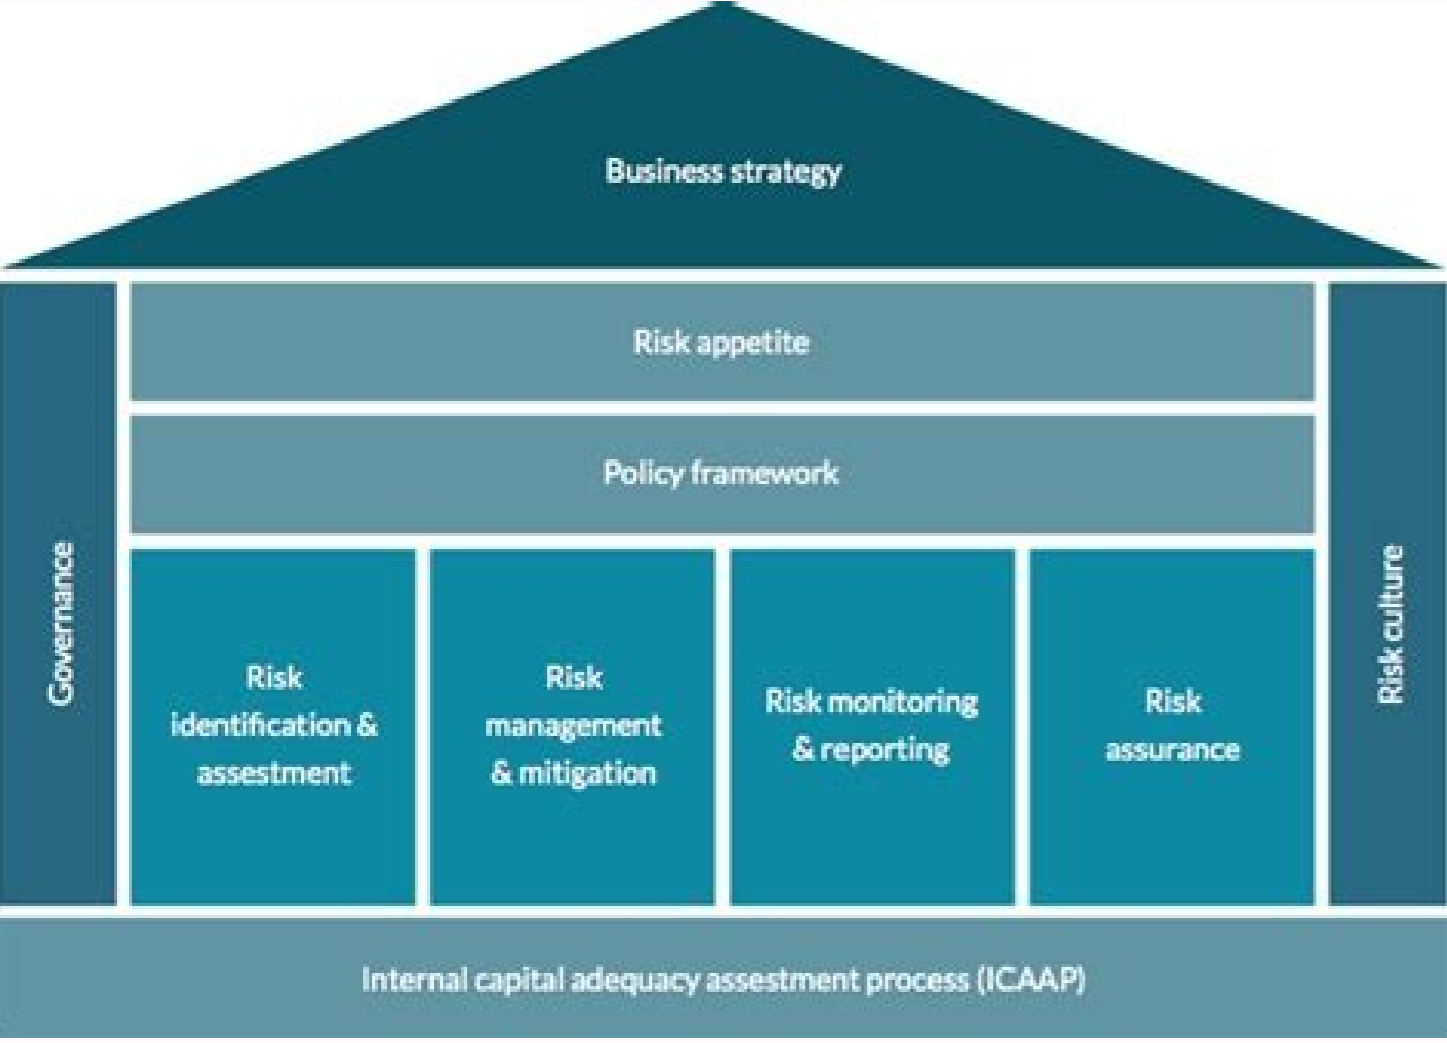 Business strategy
Risk appetite
Policy framework
Governance
Risk
identification &
assestment
Risk
management
& mitigation
Risk monitoring
& reporting
Risk
assurance
Risk culture
Internal capital adequacy assestment process (ICAAP)